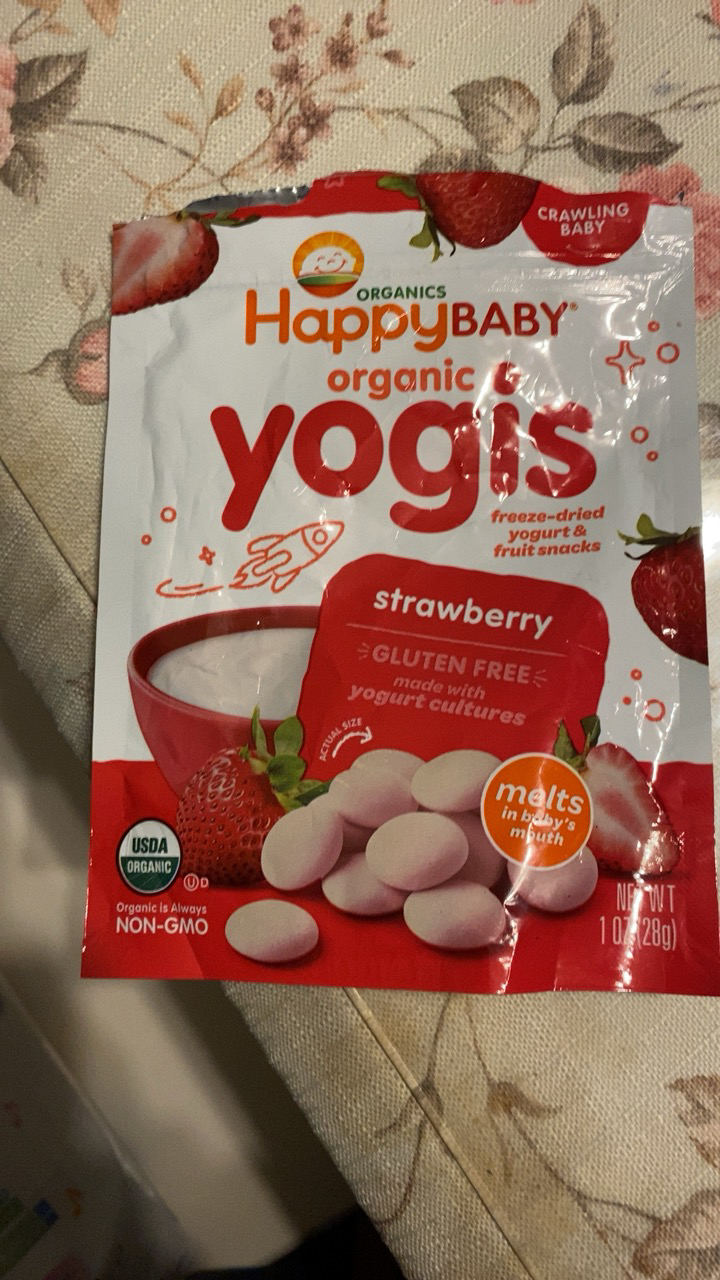 CRAWLING
BABY
ORGANICS
HappyBABY®
organic
yogis
freeze-dried
yogurt &
fruit snacks
strawberry
GLUTEN FREE
made with
yogurt cultures
ACTUAL SIZE
melts
in baby's
mouth
USDA
ORGANIC
U D
Organic is Always
NON-GMO
NET WT
1 OZ (28g)